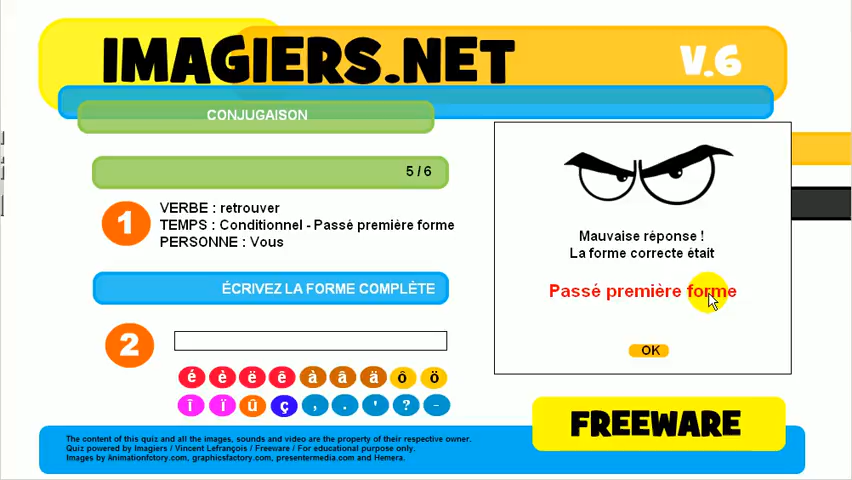 IMAGIERS.NET
V.6
CONJUGAISON
5 / 6
1
VERBE : retrouver
TEMPS : Conditionnel - Passé première forme
PERSONNE : Vous
ÉCRIVEZ LA FORME COMPLÈTE
2
é è ë ê à â ä ô ö
î ï û ç , . ' ? -
Mauvaise réponse !
La forme correcte était
Passé première forme
OK
FREEWARE
The content of this quiz and all the images, sounds and video are the property of their respective owner.
Quiz powered by Imagiers / Vincent Lefrançois / Freeware / For educational purpose only.
Images by Animationfctory.com, graphicsfactory.com, presentermedia.com and Hemera.